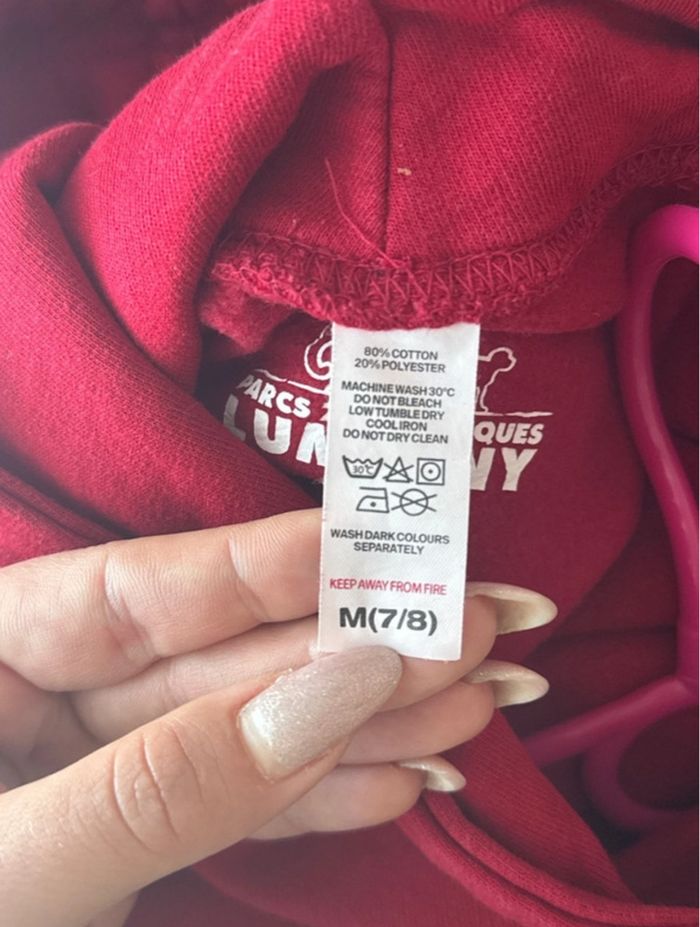 80% COTTON
20% POLYESTER
MACHINE WASH 30°C
DO NOT BLEACH
LOW TUMBLE DRY
COOL IRON
DO NOT DRY CLEAN
30°C
WASH DARK COLOURS
SEPARATELY
KEEP AWAY FROM FIRE
M(7/8)
PARCS